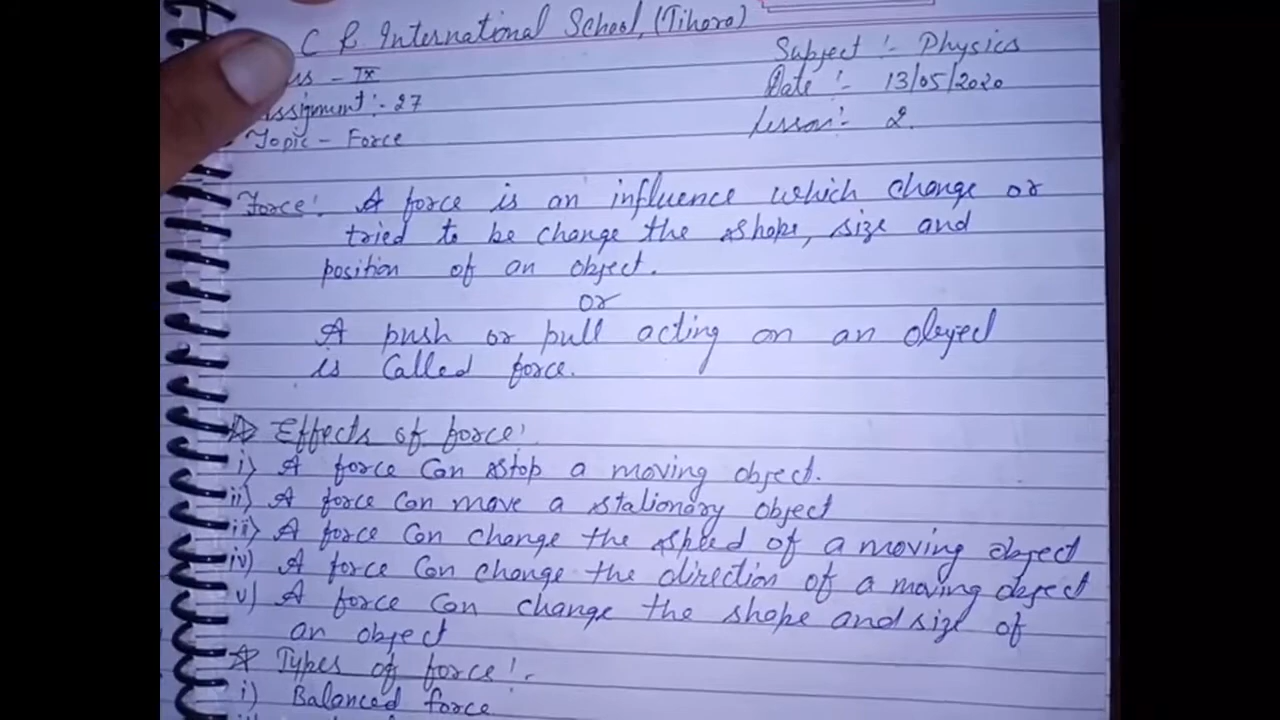 C R International School, (Tihora)
Subject :- Physics
ss - IX
Date :- 13/05/2020
ssignment :- 27
Lesson :- 2.
Topic - Force
Force : A force is an influence which change or
tried to be change the shape, size and
position of an object.
or
A push or pull acting on an object
is Called force.
Effects of force :
i) A force Can stop a moving object.
ii) A force Can move a stationary object
iii) A force Can change the speed of a moving object
iv) A force Can change the direction of a moving object
v) A force Can change the shape and size of
an object
Types of force :-
i) Balanced force